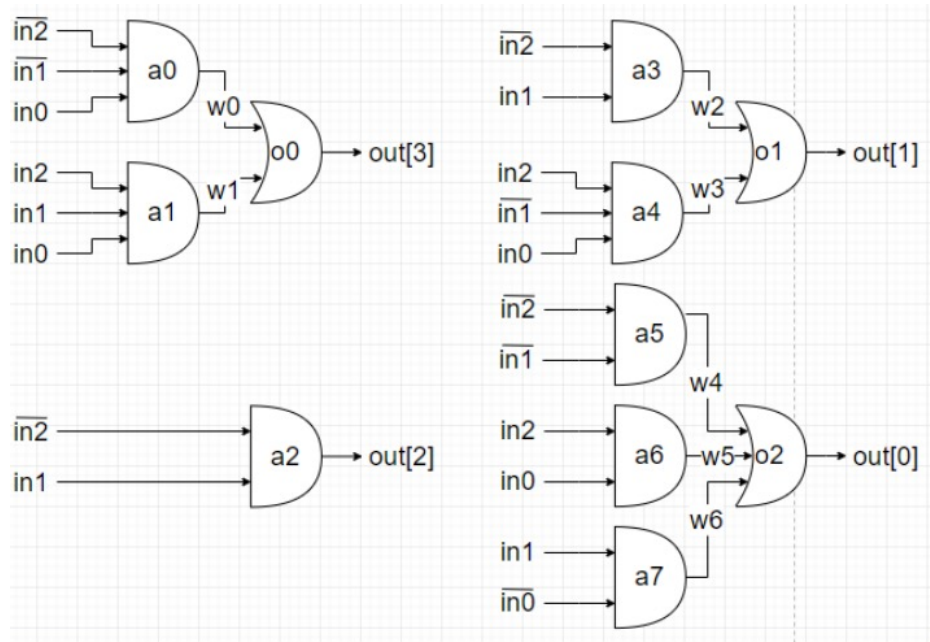 in2̅
in1̅
in0
a0
w0
o0
out[3]
in2
in1
in0
a1
w1
in2̅
in1
a2
out[2]
in2̅
in1
a3
w2
o1
out[1]
in2
in1̅
in0
a4
w3
in2̅
in1̅
a5
w4
in2
in0
a6
w5
o2
out[0]
w6
in1
in0̅
a7